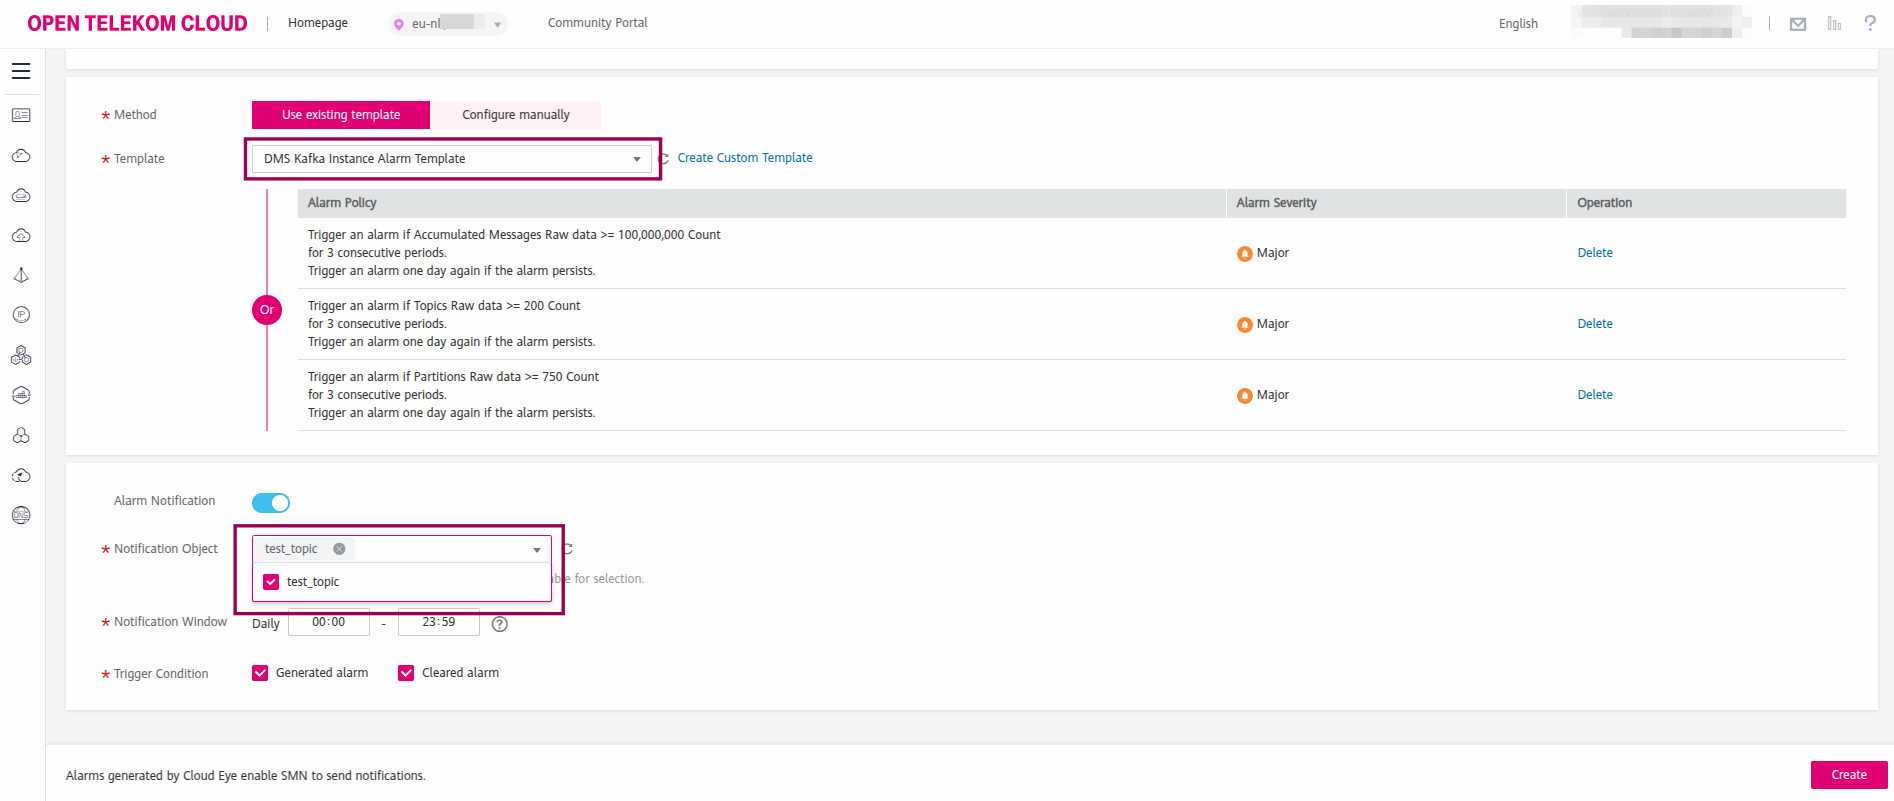 OPEN TELEKOM CLOUD
Homepage
eu-nl
Community Portal
English
* Method
Use existing template
Configure manually
* Template
DMS Kafka Instance Alarm Template
Create Custom Template
Alarm Policy
Alarm Severity
Operation
Trigger an alarm if Accumulated Messages Raw data >= 100,000,000 Count
for 3 consecutive periods.
Trigger an alarm one day again if the alarm persists.
Major
Delete
Or
Trigger an alarm if Topics Raw data >= 200 Count
for 3 consecutive periods.
Trigger an alarm one day again if the alarm persists.
Major
Delete
Trigger an alarm if Partitions Raw data >= 750 Count
for 3 consecutive periods.
Trigger an alarm one day again if the alarm persists.
Major
Delete
IP
DNS
Alarm Notification
* Notification Object
test_topic
test_topic
for selection.
* Notification Window
Daily
00:00
-
23:59
* Trigger Condition
Generated alarm
Cleared alarm
Alarms generated by Cloud Eye enable SMN to send notifications.
Create